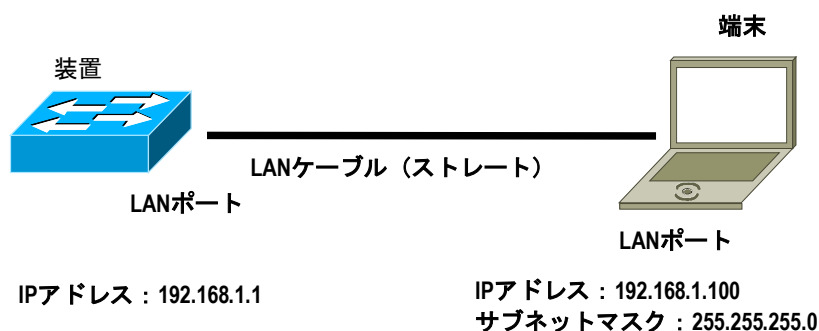 端末
装置
LANケーブル（ストレート）
LANポート
LANポート
IPアドレス：192.168.1.1
IPアドレス：192.168.1.100
サブネットマスク：255.255.255.0